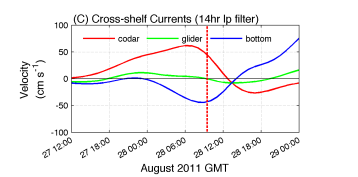 (C) Cross-shelf Currents (14hr lp filter)
codar glider bottom
100
50
0
-50
-100
Velocity
(cm s⁻¹)
27 12:00 27 18:00 28 00:00 28 06:00 28 12:00 28 18:00 29 00:00
August 2011 GMT